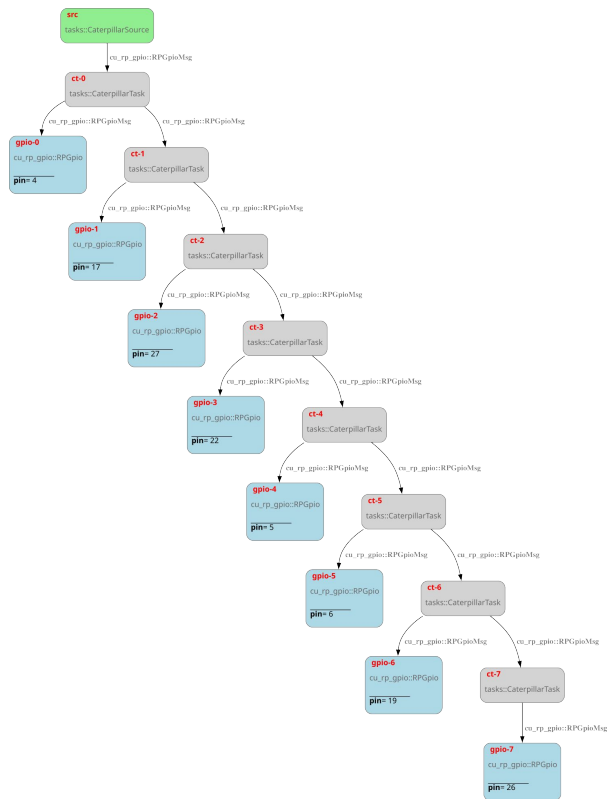 src
tasks::CaterpillarSource
cu_rp_gpio::RPGpioMsg
ct-0
tasks::CaterpillarTask
cu_rp_gpio::RPGpioMsg
cu_rp_gpio::RPGpioMsg
gpio-0
cu_rp_gpio::RPGpio
pin= 4
ct-1
tasks::CaterpillarTask
cu_rp_gpio::RPGpioMsg
cu_rp_gpio::RPGpioMsg
gpio-1
cu_rp_gpio::RPGpio
pin= 17
ct-2
tasks::CaterpillarTask
cu_rp_gpio::RPGpioMsg
cu_rp_gpio::RPGpioMsg
gpio-2
cu_rp_gpio::RPGpio
pin= 27
ct-3
tasks::CaterpillarTask
cu_rp_gpio::RPGpioMsg
cu_rp_gpio::RPGpioMsg
gpio-3
cu_rp_gpio::RPGpio
pin= 22
ct-4
tasks::CaterpillarTask
cu_rp_gpio::RPGpioMsg
cu_rp_gpio::RPGpioMsg
gpio-4
cu_rp_gpio::RPGpio
pin= 5
ct-5
tasks::CaterpillarTask
cu_rp_gpio::RPGpioMsg
cu_rp_gpio::RPGpioMsg
gpio-5
cu_rp_gpio::RPGpio
pin= 6
ct-6
tasks::CaterpillarTask
cu_rp_gpio::RPGpioMsg
cu_rp_gpio::RPGpioMsg
gpio-6
cu_rp_gpio::RPGpio
pin= 19
ct-7
tasks::CaterpillarTask
cu_rp_gpio::RPGpioMsg
gpio-7
cu_rp_gpio::RPGpio
pin= 26